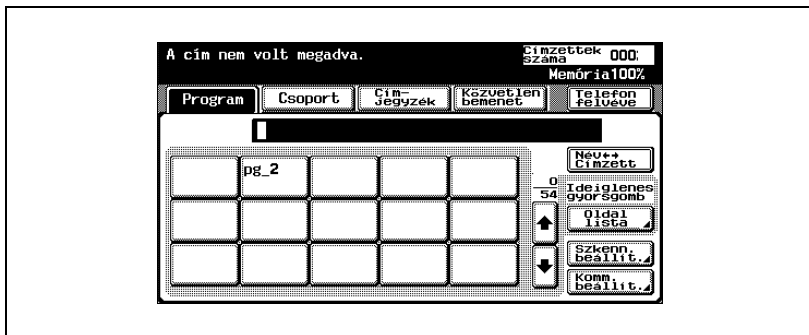 A cím nem volt megadva.
Címzettek száma 000
Memória100%
Program
Csoport
Cím-
jegyzék
Közvetlen
bemenet
Telefon
felvéve
Név↔
Címzett
pg_2
0
54
Ideiglenes
gyorsgomb
Oldal
lista
Szkenn.
beállít.
Komm.
beállít.